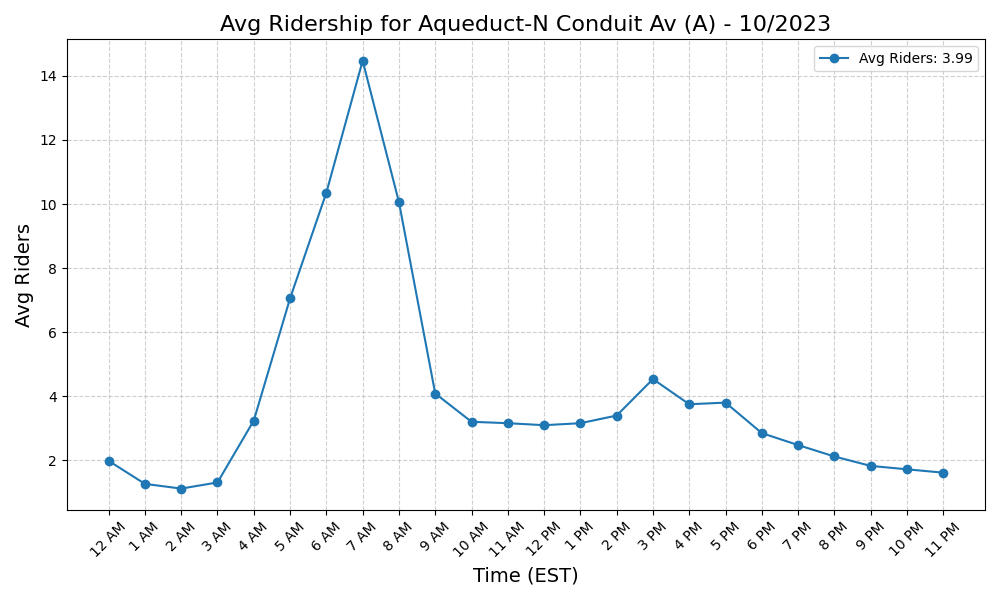 Avg Ridership for Aqueduct-N Conduit Av (A) - 10/2023
Avg Riders: 3.99
Avg Riders
14
12
10
8
6
4
2
12 AM
1 AM
2 AM
3 AM
4 AM
5 AM
6 AM
7 AM
8 AM
9 AM
10 AM
11 AM
12 PM
1 PM
2 PM
3 PM
4 PM
5 PM
6 PM
7 PM
8 PM
9 PM
10 PM
11 PM
Time (EST)